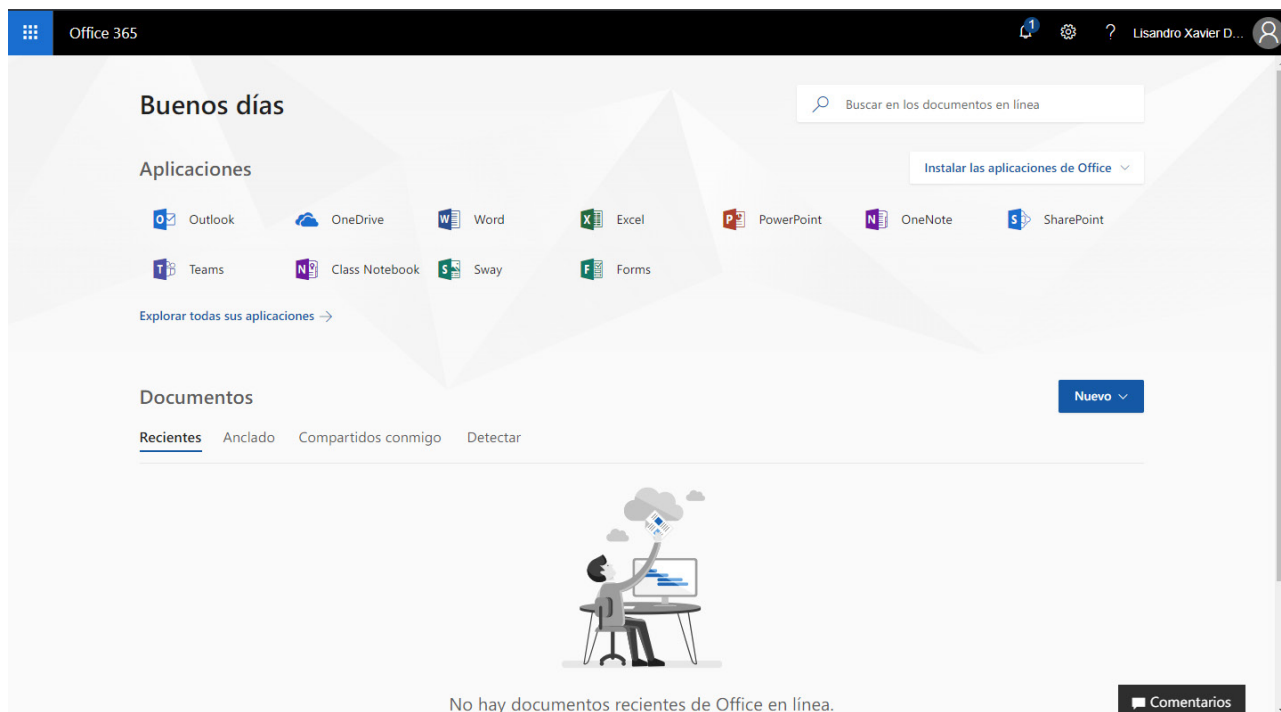 Office 365
1
?
Lisandro Xavier D...
Buenos días
Buscar en los documentos en línea
Aplicaciones
Instalar las aplicaciones de Office
Outlook
OneDrive
Word
Excel
PowerPoint
OneNote
SharePoint
Teams
Class Notebook
Sway
Forms
Explorar todas sus aplicaciones →
Documentos
Nuevo
Recientes
Anclado
Compartidos conmigo
Detectar
No hay documentos recientes de Office en línea.
Comentarios